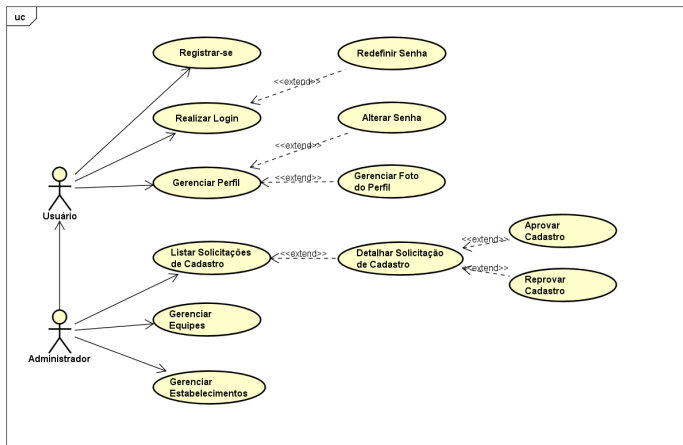 uc
Registrar-se
Redefinir Senha
<<extend>>
Realizar Login
Alterar Senha
<<extend>>
Gerenciar Perfil
<<extend>>
Gerenciar Foto
do Perfil
Usuário
Aprovar
Cadastro
<<extend>>
Listar Solicitações
de Cadastro
<<extend>>
Detalhar Solicitação
de Cadastro
<<extend>>
Reprovar
Cadastro
Gerenciar
Equipes
Administrador
Gerenciar
Estabelecimentos